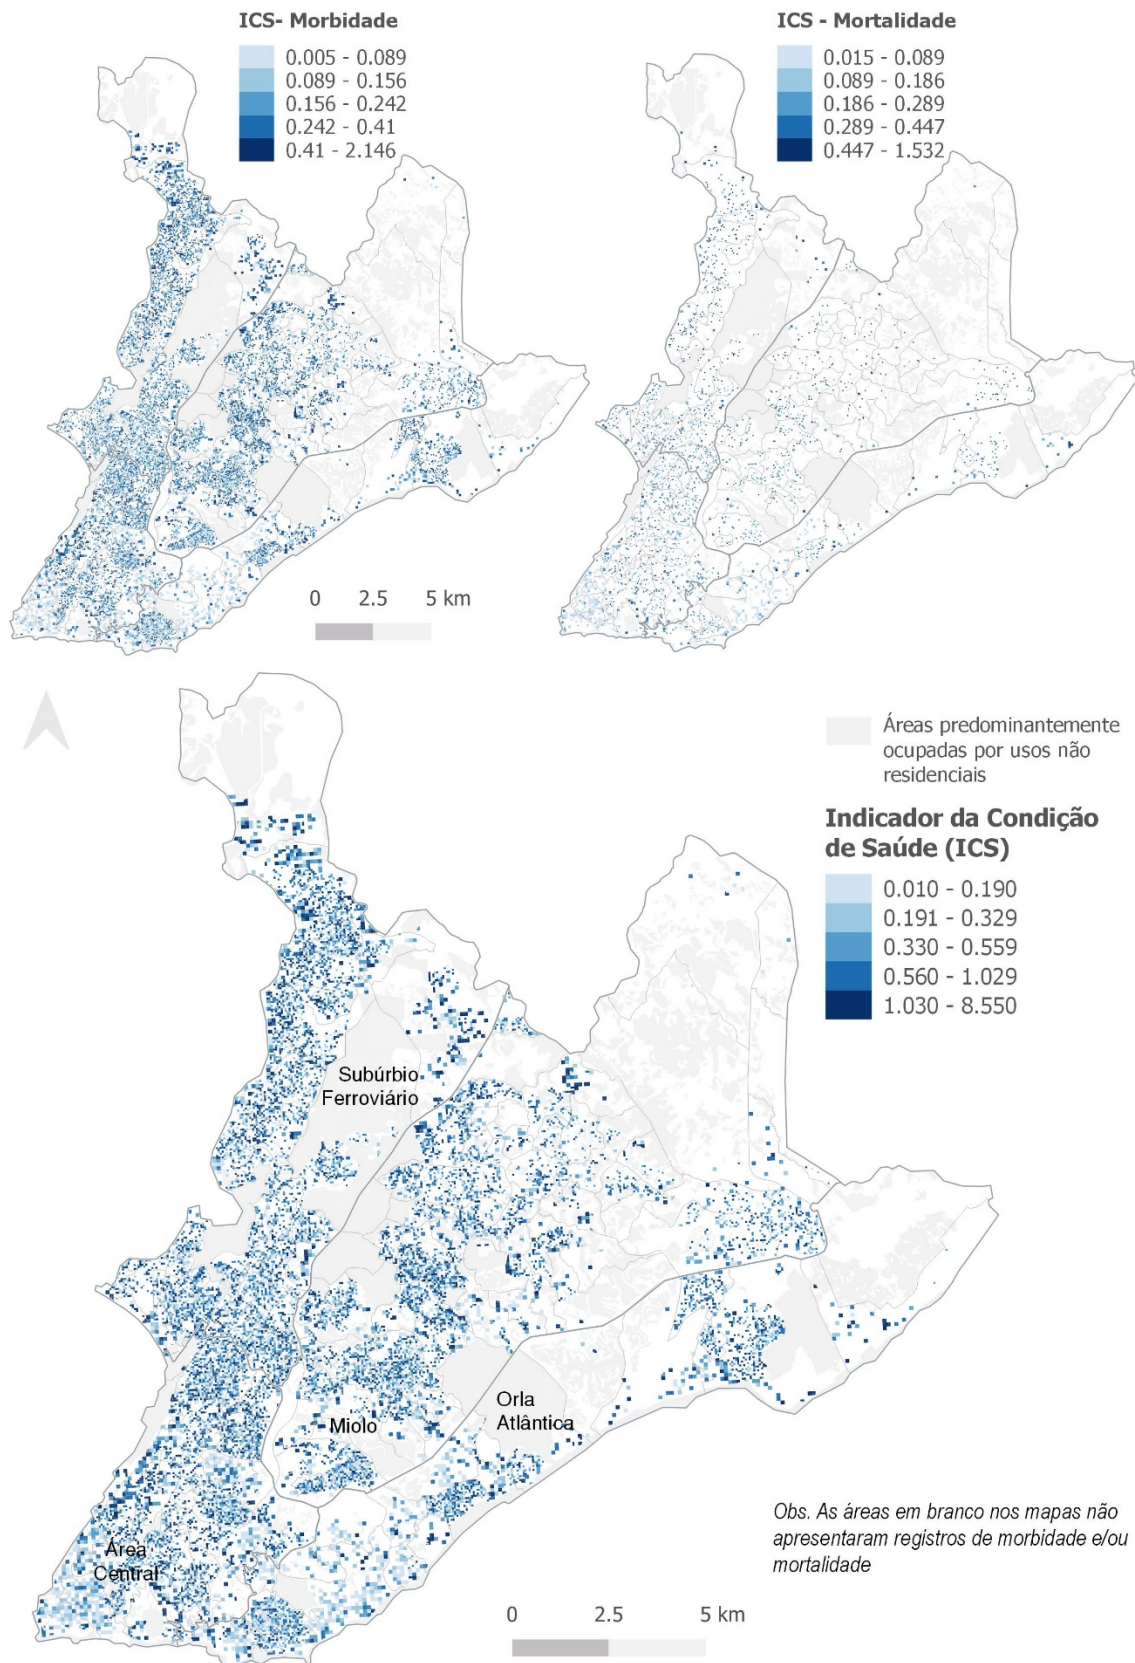 ICS- Morbidade
0.005 - 0.089
0.089 - 0.156
0.156 - 0.242
0.242 - 0.41
0.41 - 2.146
ICS - Mortalidade
0.015 - 0.089
0.089 - 0.186
0.186 - 0.289
0.289 - 0.447
0.447 - 1.532
0 2.5 5 km
Áreas predominantemente
ocupadas por usos não
residenciais
Indicador da Condição
de Saúde (ICS)
0.010 - 0.190
0.191 - 0.329
0.330 - 0.559
0.560 - 1.029
1.030 - 8.550
Subúrbio
Ferroviário
Orla
Atlântica
Miolo
Área
Central
Obs. As áreas em branco nos mapas não
apresentaram registros de morbidade e/ou
mortalidade
0 2.5 5 km